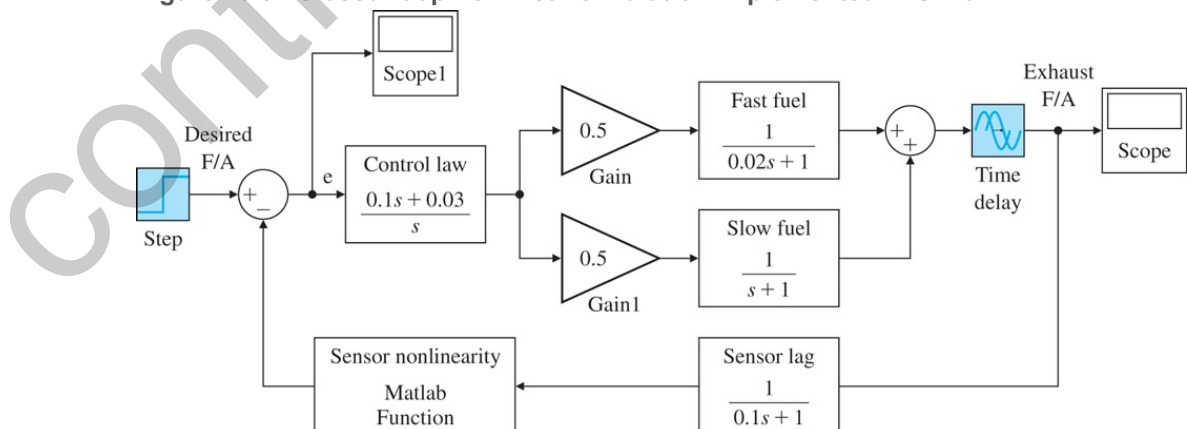 Scope1
Desired
F/A
Step
+
−
e
Control law
0.1s + 0.03
s
0.5
Gain
0.5
Gain1
Fast fuel
1
0.02s + 1
Slow fuel
1
s + 1
+
+
Time
delay
Exhaust
F/A
Scope
Sensor nonlinearity
Matlab
Function
Sensor lag
1
0.1s + 1